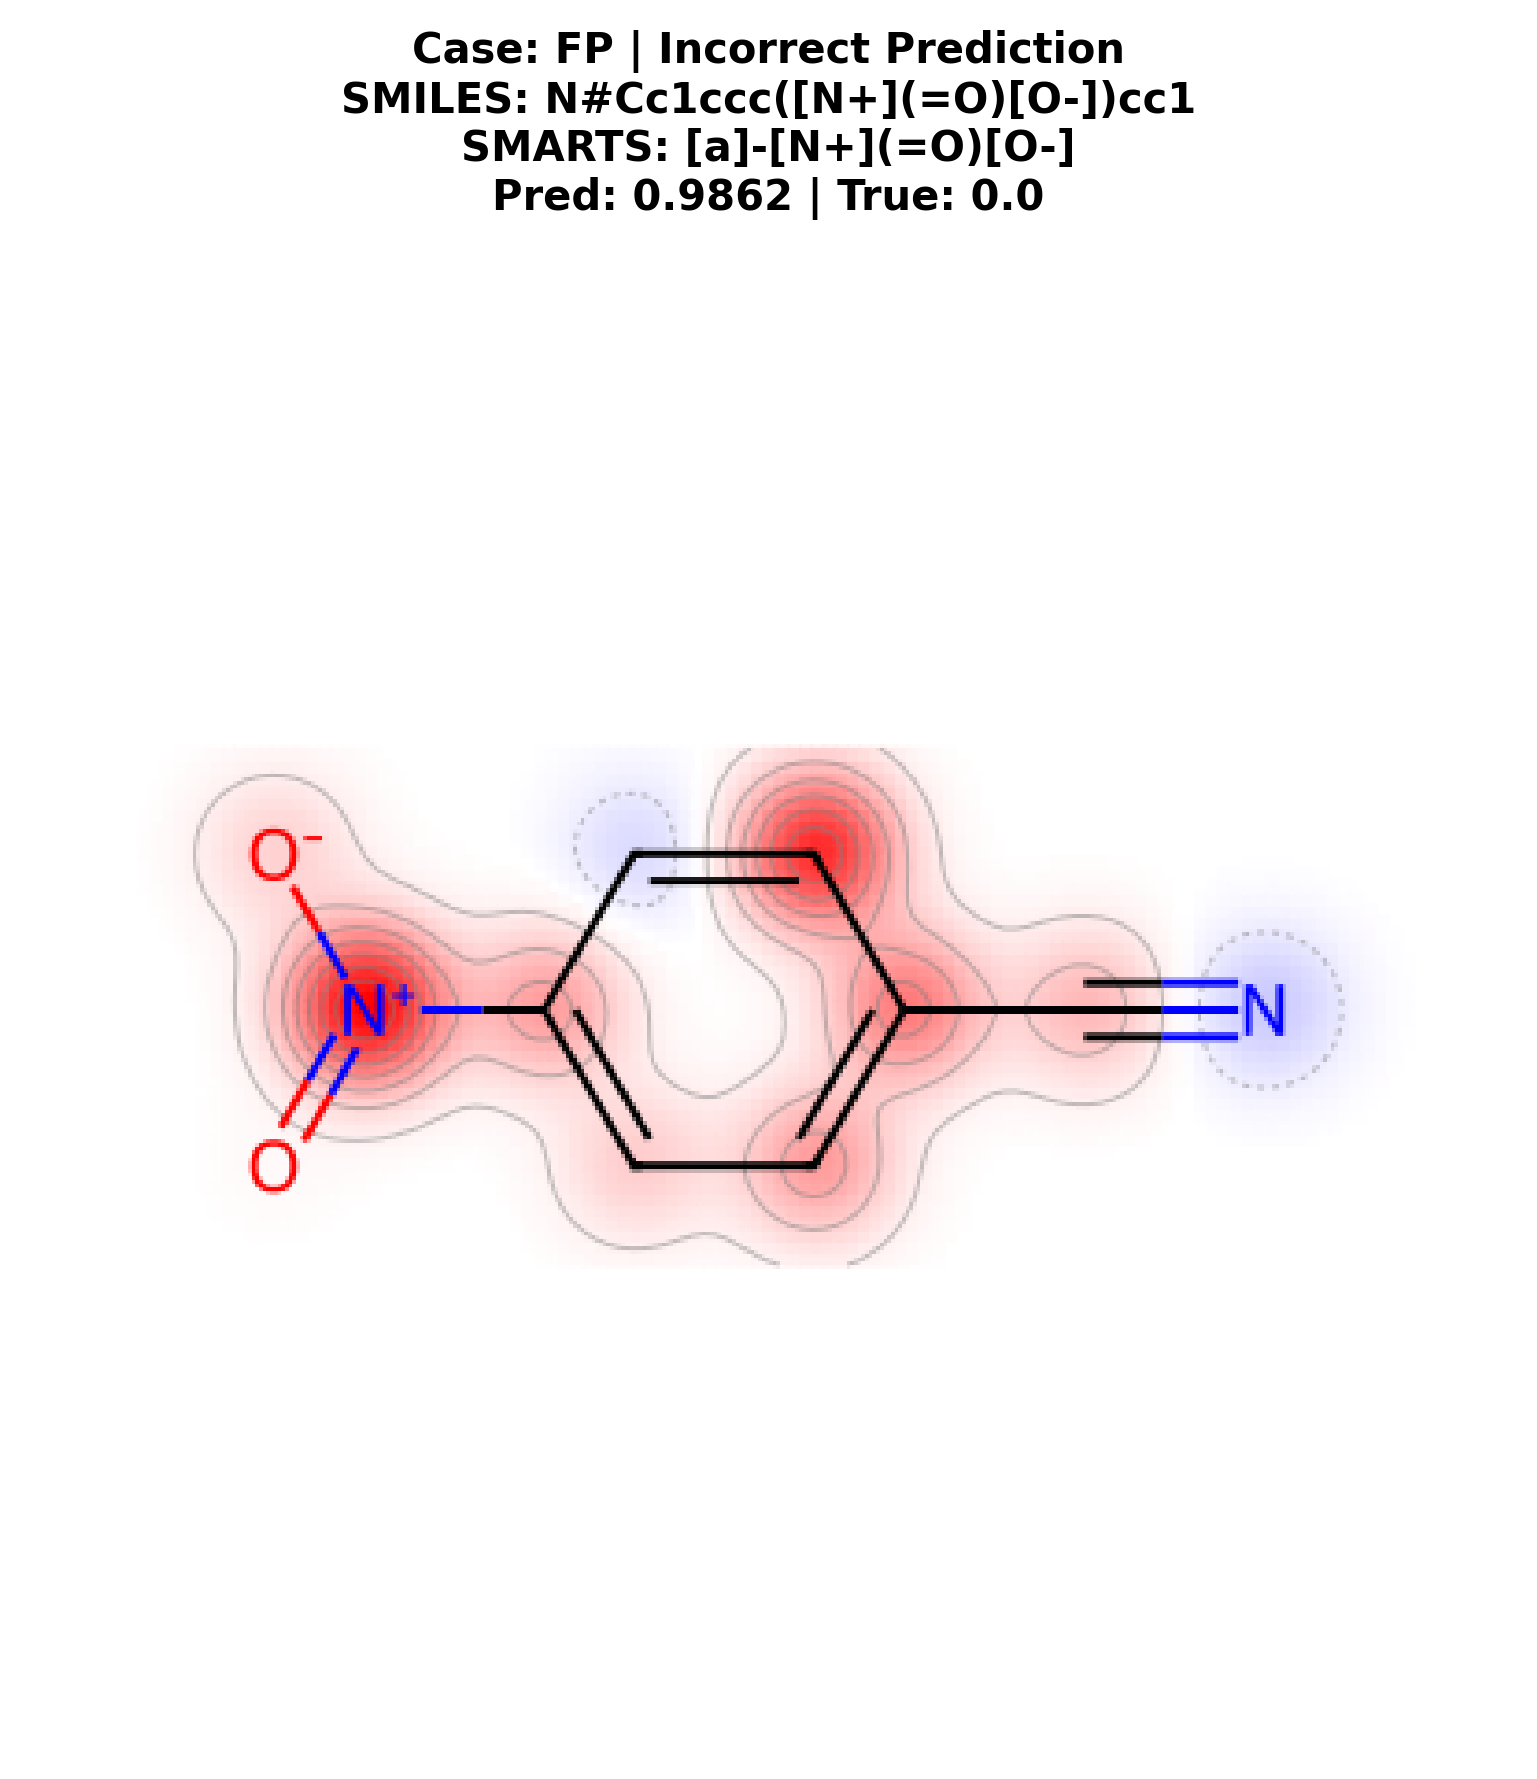 Case: FP | Incorrect Prediction
SMILES: N#Cc1ccc([N+](=O)[O-])cc1
SMARTS: [a]-[N+](=O)[O-]
Pred: 0.9862 | True: 0.0
O⁻
N⁺
N
O